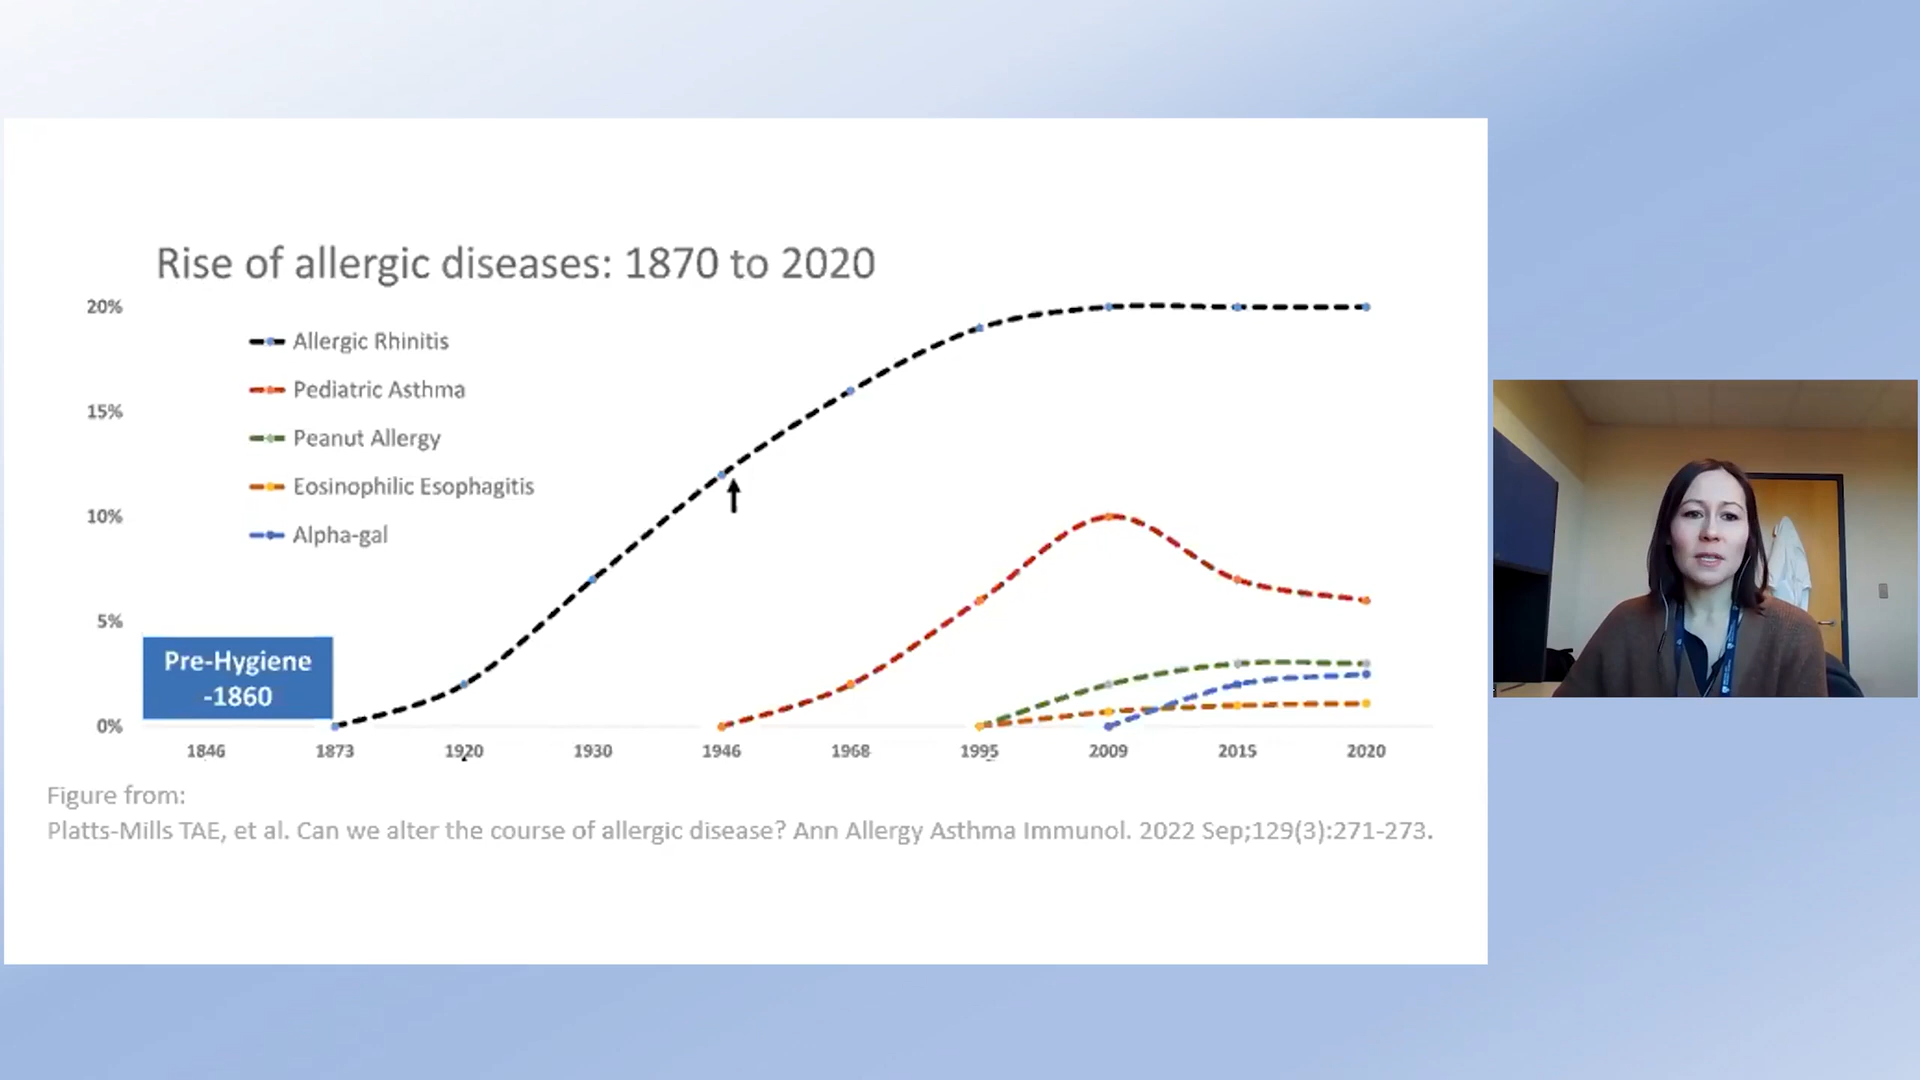 Rise of allergic diseases: 1870 to 2020
20%
15%
10%
5%
0%
Allergic Rhinitis
Pediatric Asthma
Peanut Allergy
Eosinophilic Esophagitis
Alpha-gal
Pre-Hygiene
-1860
1846 1873 1920 1930 1946 1968 1995 2009 2015 2020
Figure from:
Platts-Mills TAE, et al. Can we alter the course of allergic disease? Ann Allergy Asthma Immunol. 2022 Sep;129(3):271-273.